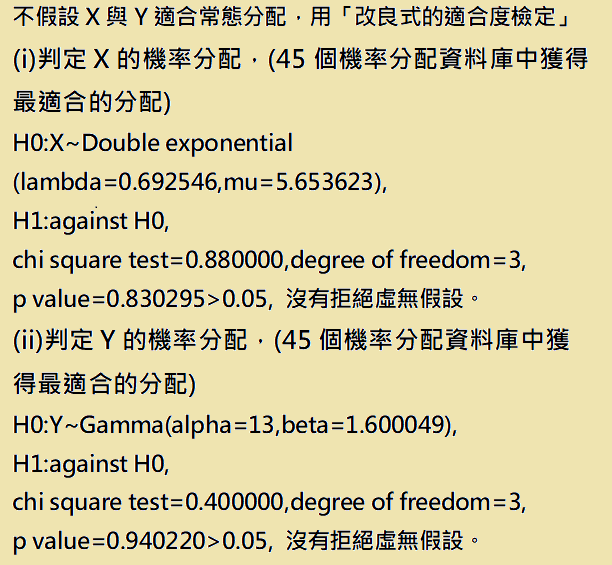 不假設 X 與 Y 適合常態分配，用「改良式的適合度檢定」
(i)判定 X 的機率分配，(45 個機率分配資料庫中獲得
最適合的分配)
H0:X~Double exponential
(lambda=0.692546,mu=5.653623),
H1:against H0,
chi square test=0.880000,degree of freedom=3,
p value=0.830295>0.05, 沒有拒絕虛無假設。
(ii)判定 Y 的機率分配，(45 個機率分配資料庫中獲
得最適合的分配)
H0:Y~Gamma(alpha=13,beta=1.600049),
H1:against H0,
chi square test=0.400000,degree of freedom=3,
p value=0.940220>0.05, 沒有拒絕虛無假設。